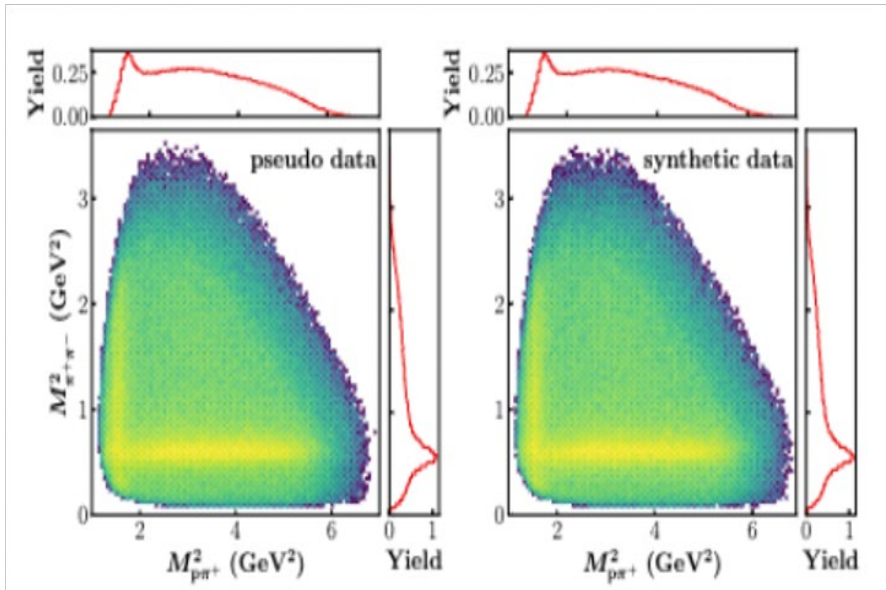 Yield
0.25
0.00
pseudo data
3
2
1
0
M²π⁺π⁻ (GeV²)
2 4 6
M²pπ⁺ (GeV²)
0 1
Yield
Yield
0.25
0.00
synthetic data
3
2
1
0
2 4 6
M²pπ⁺ (GeV²)
0 1
Yield